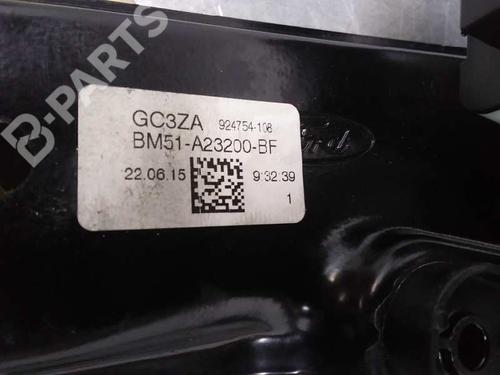 B-PARTS
GC3ZA 924754-108
BM51-A23200-BF
Ford
22.06.15 9:32:39
1